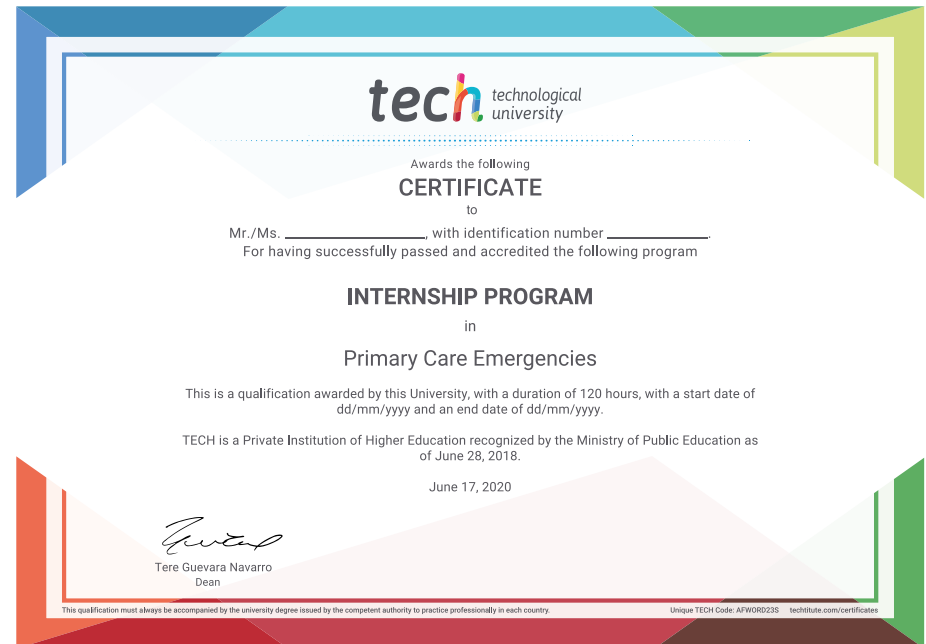 tech technological
university
Awards the following
CERTIFICATE
to
Mr./Ms. ____________________, with identification number ______________.
For having successfully passed and accredited the following program
INTERNSHIP PROGRAM
in
Primary Care Emergencies
This is a qualification awarded by this University, with a duration of 120 hours, with a start date of
dd/mm/yyyy and an end date of dd/mm/yyyy.
TECH is a Private Institution of Higher Education recognized by the Ministry of Public Education as
of June 28, 2018.
June 17, 2020
Tere Guevara Navarro
Dean
This qualification must always be accompanied by the university degree issued by the competent authority to practice professionally in each country.
Unique TECH Code: AFWORD23S techtitute.com/certificates